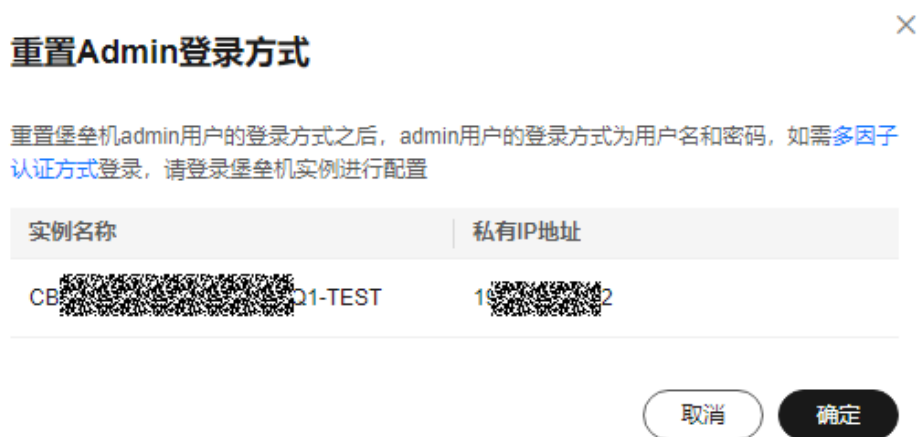 重置Admin登录方式
重置堡垒机admin用户的登录方式之后，admin用户的登录方式为用户名和密码，如需多因子
认证方式登录，请登录堡垒机实例进行配置
实例名称 私有IP地址
CB Q1-TEST 19 2
取消 确定